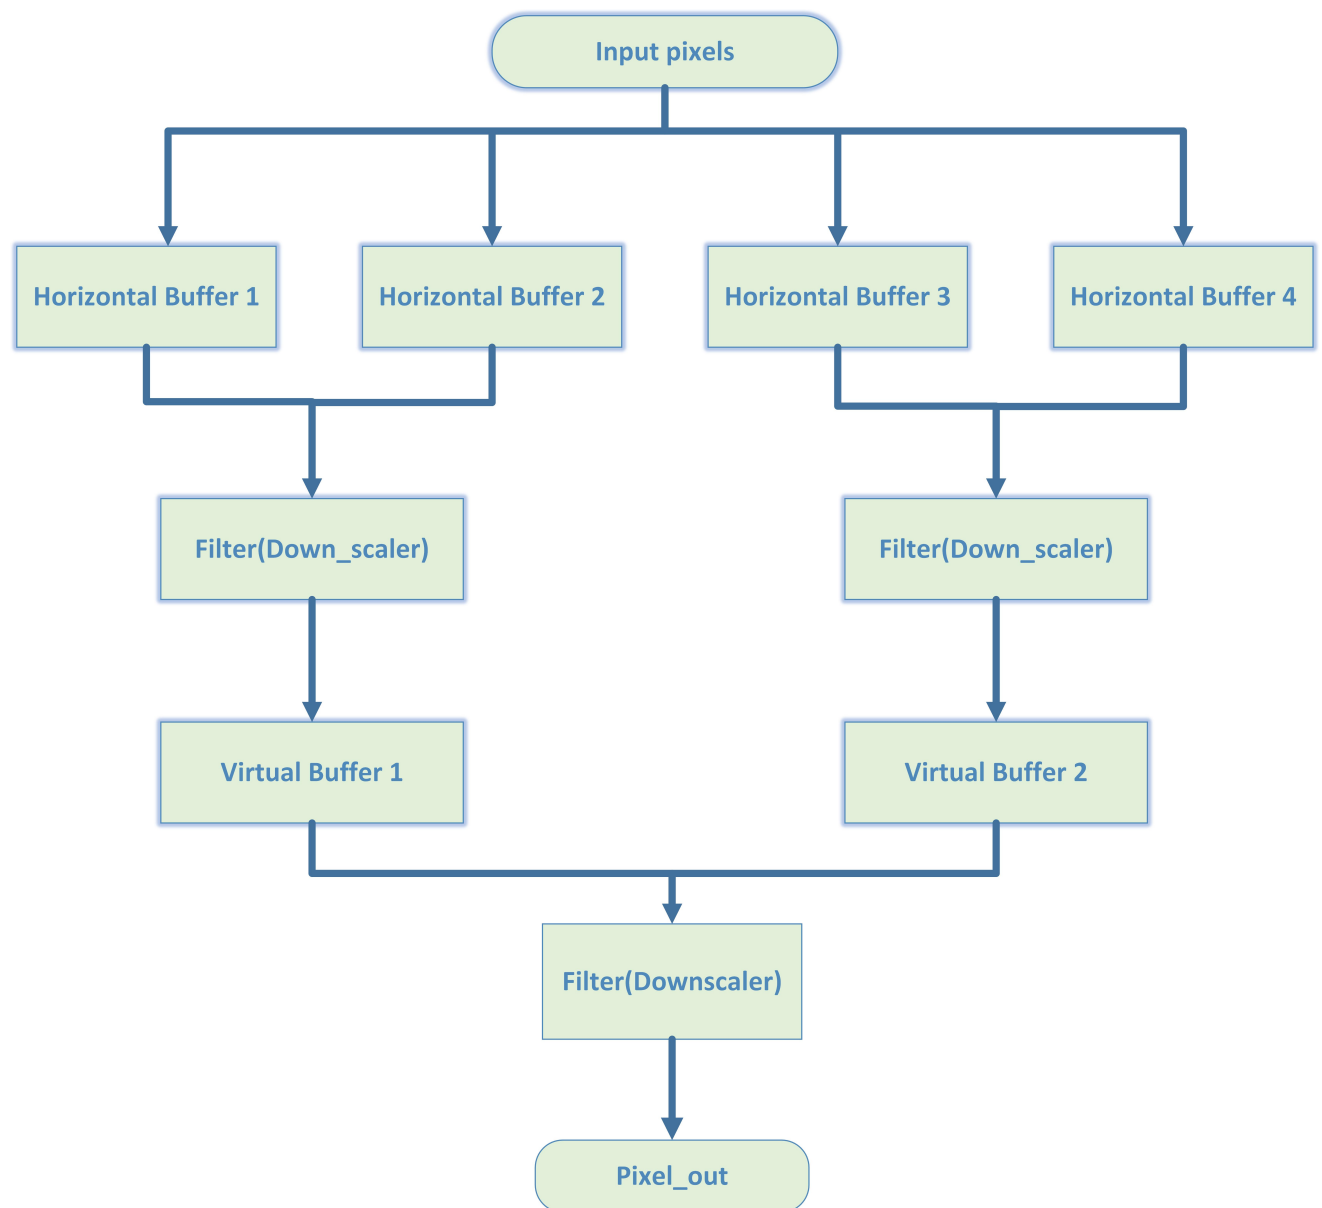 Input pixels
Horizontal Buffer 1
Horizontal Buffer 2
Horizontal Buffer 3
Horizontal Buffer 4
Filter(Down_scaler)
Filter(Down_scaler)
Virtual Buffer 1
Virtual Buffer 2
Filter(Downscaler)
Pixel_out